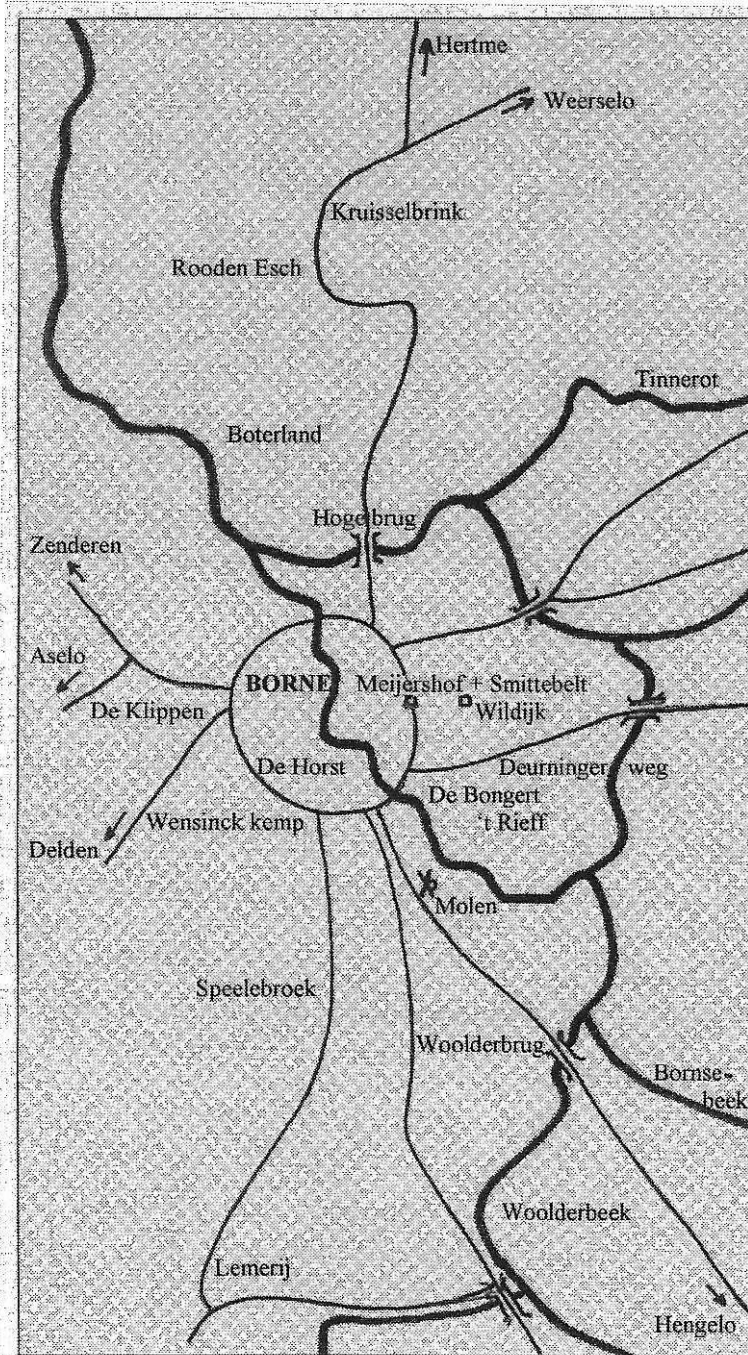 Hertme
Weerselo
Kruisselbrink
Rooden Esch
Tinnerot
Boterland
Hogebrug
Zenderen
Aselo
BORNE
Meijershof + Smittebelt
Wildijk
De Klippen
De Horst
Deurninger weg
De Bongert
't Rieff
Wensinck kemp
Delden
Molen
Speelebroek
Woolderbrug
Bornse-
beek
Woolderbeek
Lemerij
Hengelo